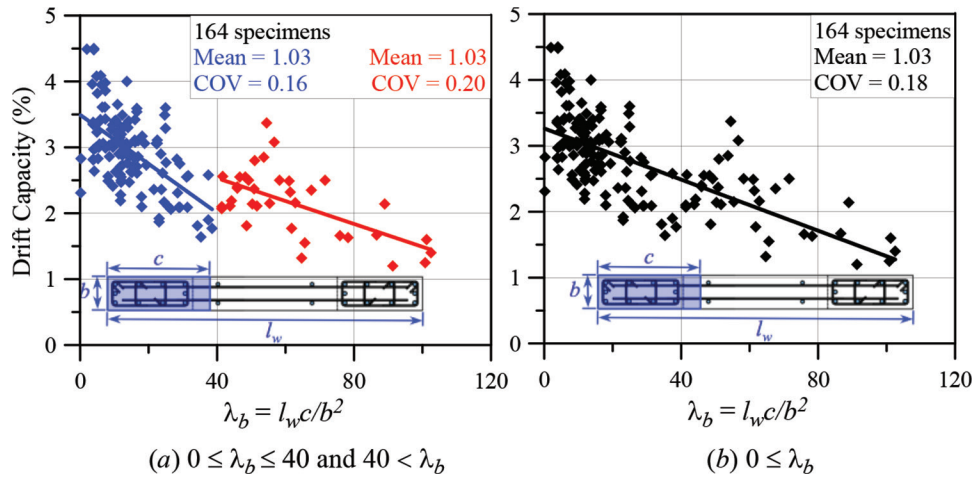 5
4
3
2
1
0
Drift Capacity (%)
164 specimens
Mean = 1.03
COV = 0.16
Mean = 1.03
COV = 0.20
c
b
l_w
0
40
80
120
λ_b = l_wc/b²
(a) 0 ≤ λ_b ≤ 40 and 40 < λ_b
5
4
3
2
1
0
164 specimens
Mean = 1.03
COV = 0.18
c
b
l_w
0
40
80
120
λ_b = l_wc/b²
(b) 0 ≤ λ_b